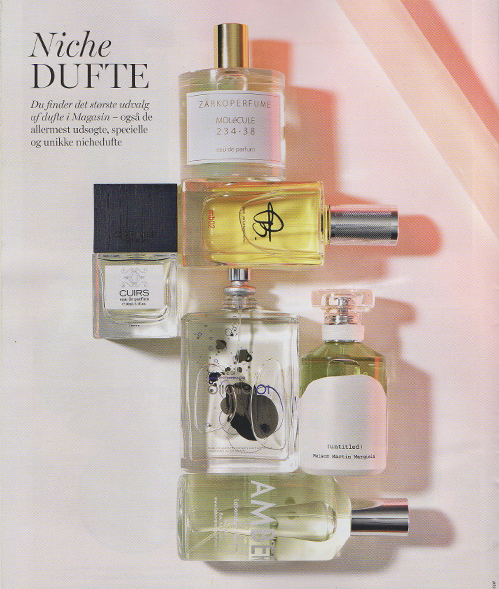 Niche
DUFTE
Du finder det største udvalg
af dufte i Magasin – også de
allermest udsøgte, specielle
og unikke nichedufte
ZARKOPERFUME
MOLéCULE
234·38
eau de parfum
CUIRS
eau de parfum
(untitled)
Maison Martin Margiela